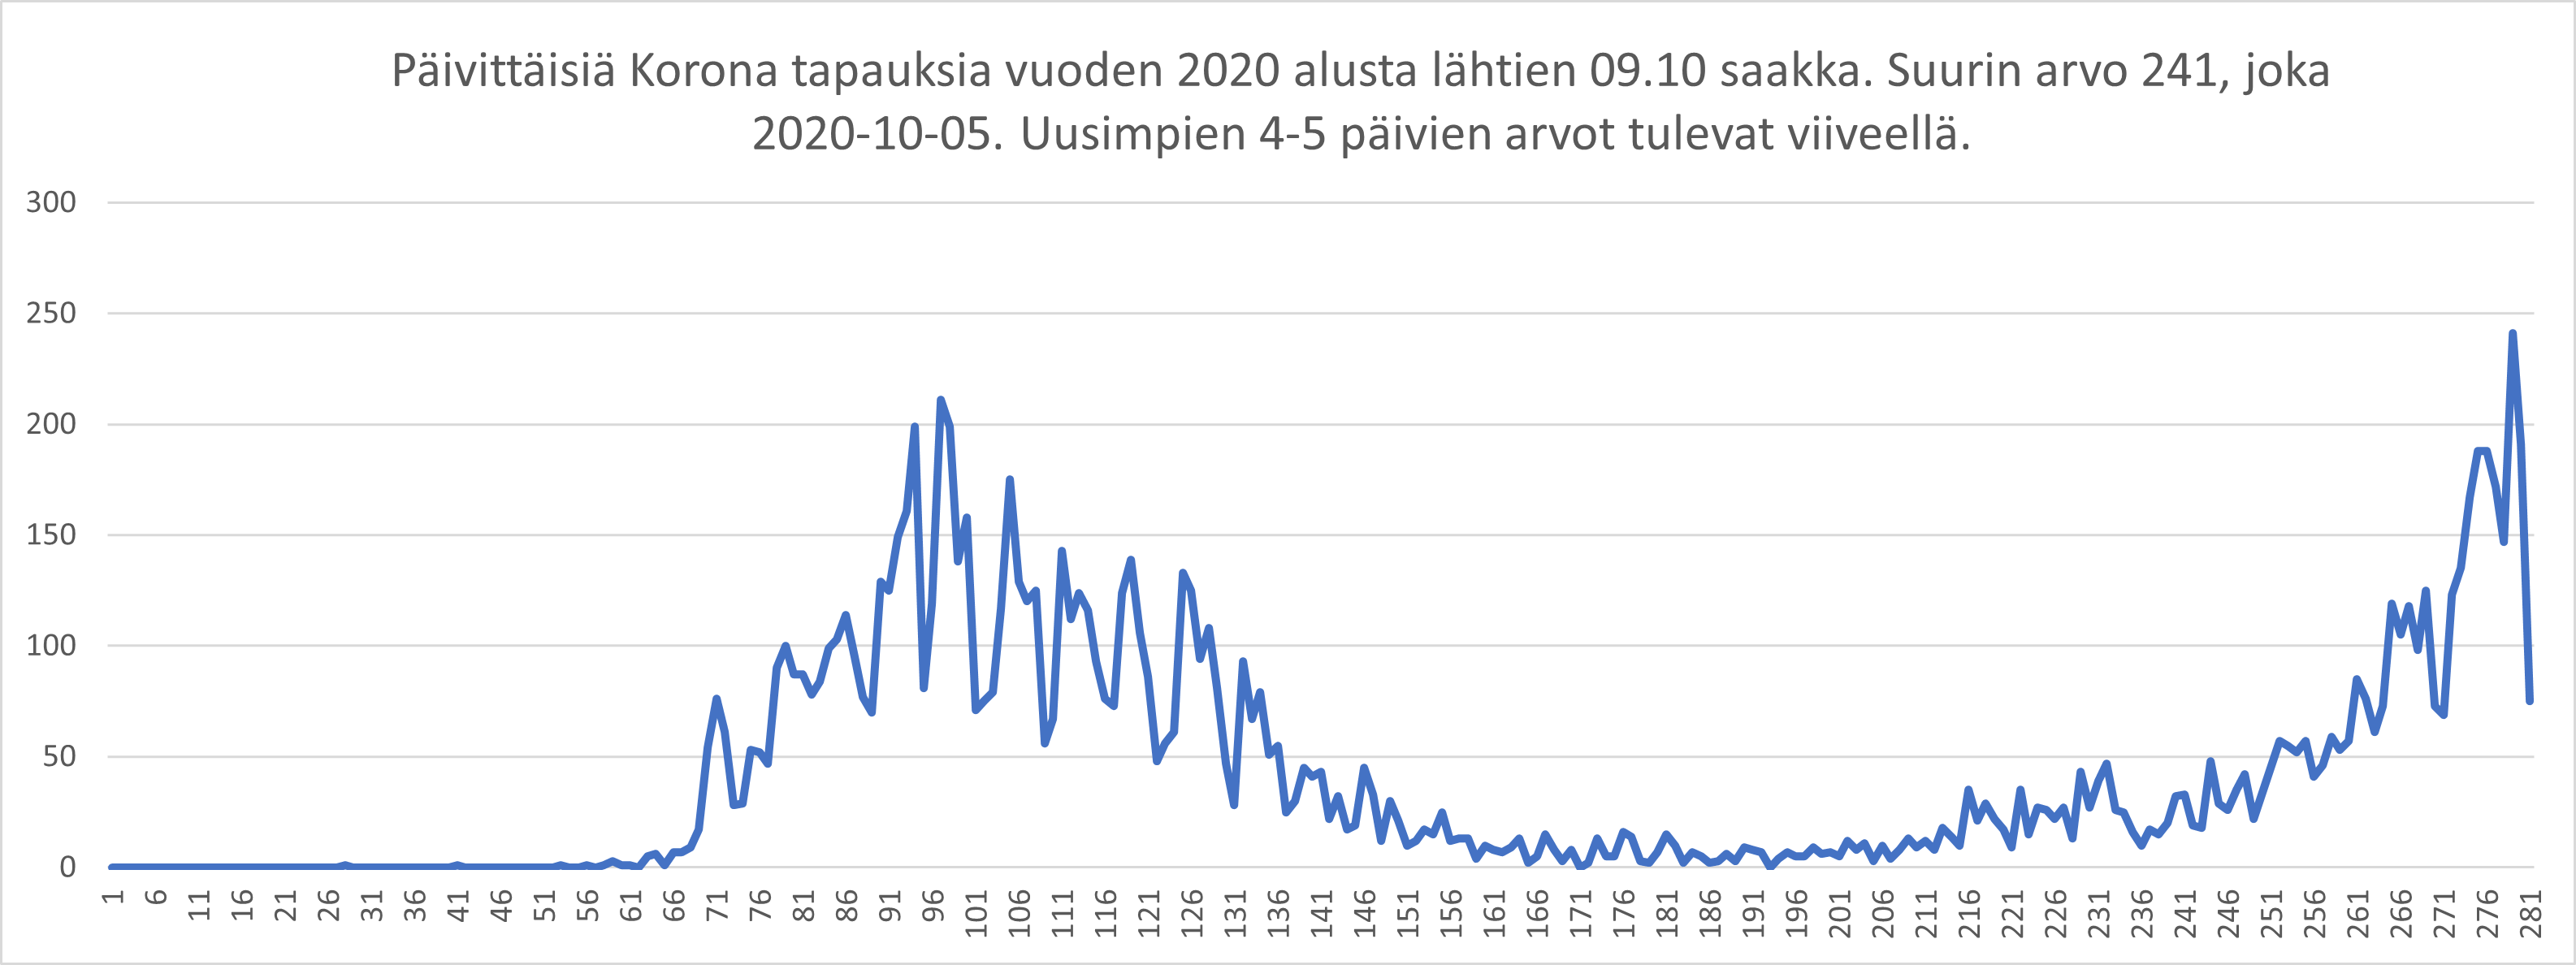 Päivittäisiä Korona tapauksia vuoden 2020 alusta lähtien 09.10 saakka. Suurin arvo 241, joka
2020-10-05. Uusimpien 4-5 päivien arvot tulevat viiveellä.
300
250
200
150
100
50
0
1 6 11 16 21 26 31 36 41 46 51 56 61 66 71 76 81 86 91 96 101 106 111 116 121 126 131 136 141 146 151 156 161 166 171 176 181 186 191 196 201 206 211 216 221 226 231 236 241 246 251 256 261 266 271 276 281